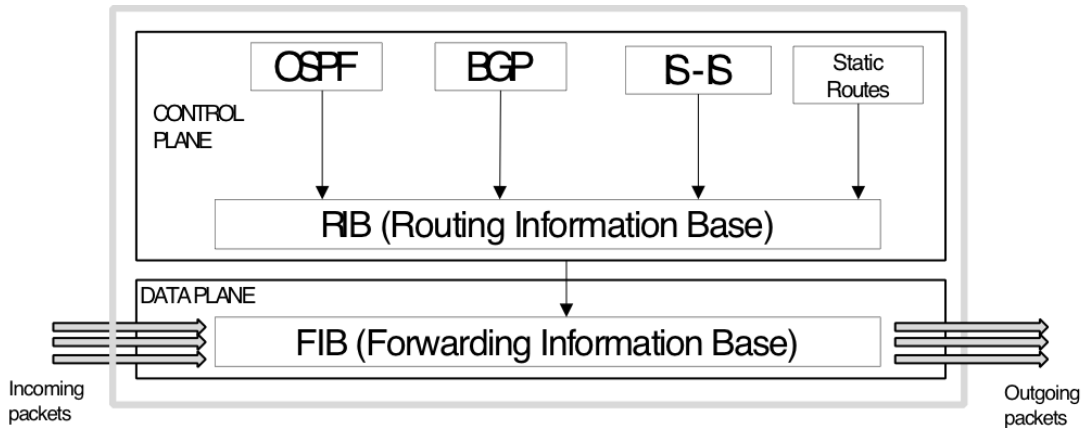 OSPF
BGP
IS-IS
Static
Routes
CONTROL
PLANE
RIB (Routing Information Base)
DATA PLANE
FIB (Forwarding Information Base)
Incoming
packets
Outgoing
packets